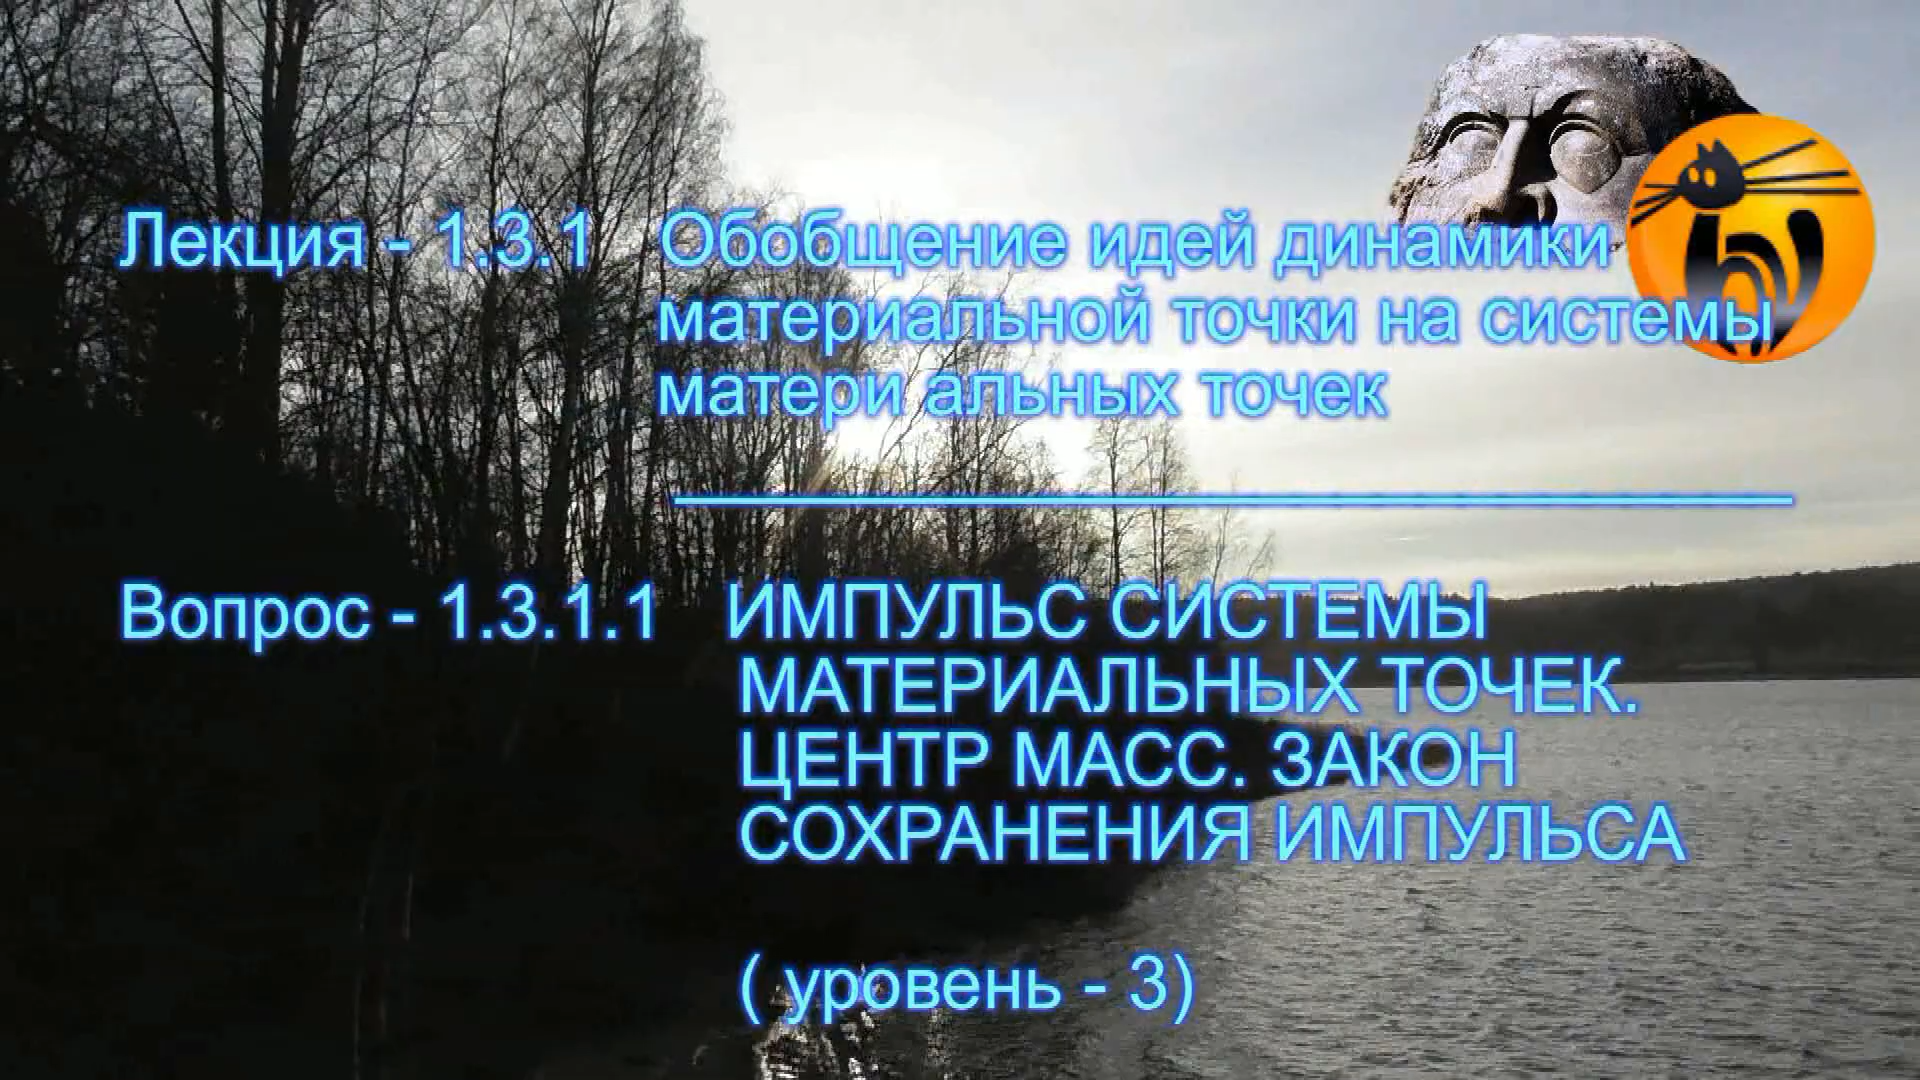 Лекция - 1.3.1 Обобщение идей динамики
материальной точки на системы
матери альных точек
Вопрос - 1.3.1.1 ИМПУЛЬС СИСТЕМЫ
МАТЕРИАЛЬНЫХ ТОЧЕК.
ЦЕНТР МАСС. ЗАКОН
СОХРАНЕНИЯ ИМПУЛЬСА
( уровень - 3)